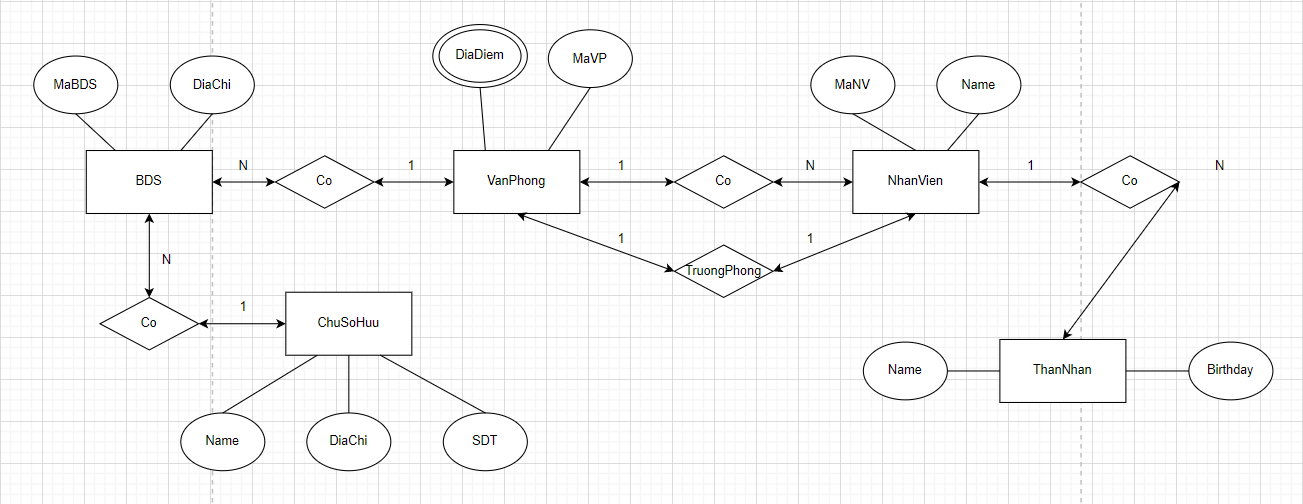 DiaDiem
MaVP
MaBDS
DiaChi
MaNV
Name
N
1
1
N
1
N
BDS
Co
VanPhong
Co
NhanVien
Co
1
1
N
TruongPhong
1
Co
ChuSoHuu
Name
ThanNhan
Birthday
Name
DiaChi
SDT